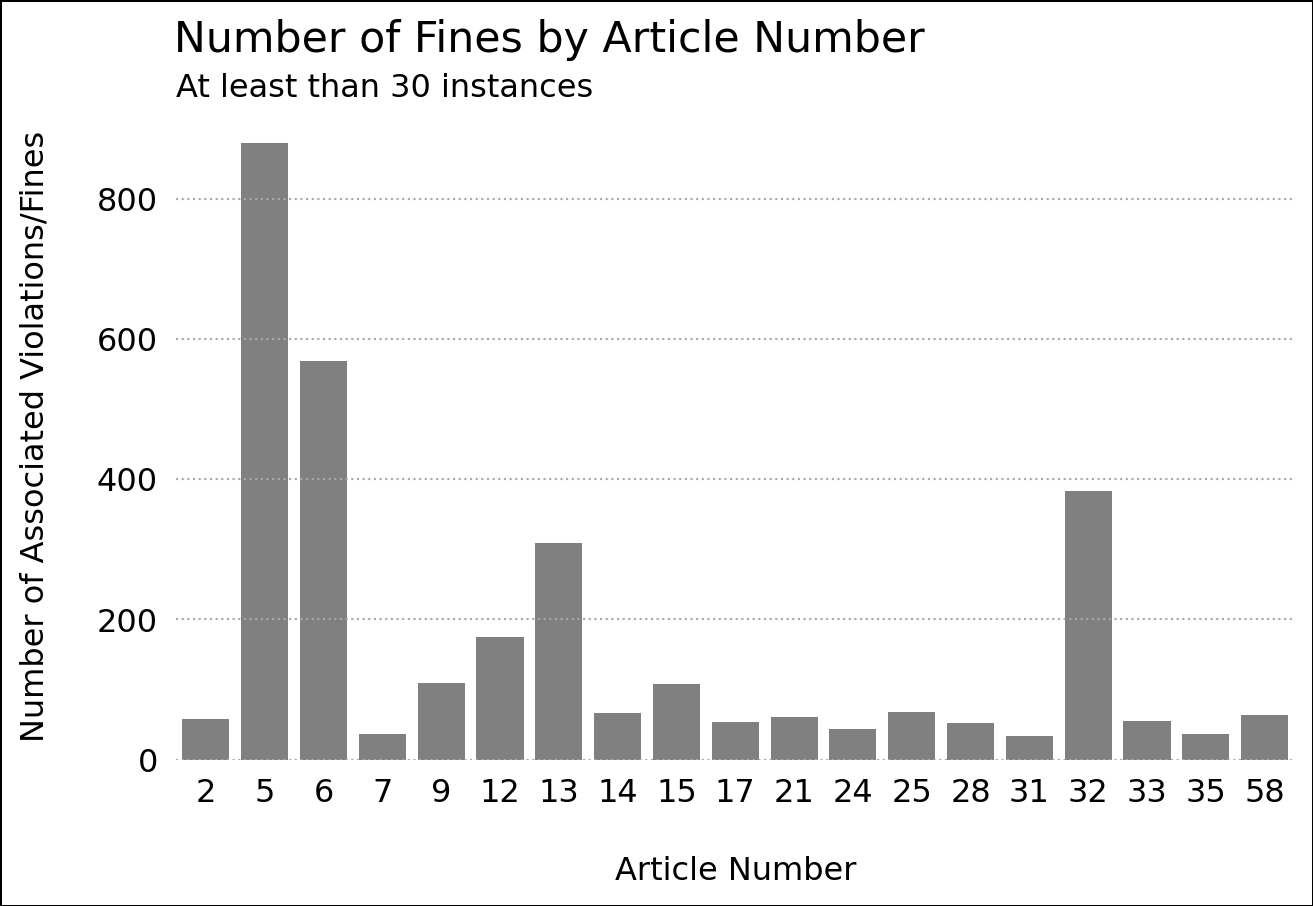 Number of Fines by Article Number
At least than 30 instances
Number of Associated Violations/Fines
800
600
400
200
0
2 5 6 7 9 12 13 14 15 17 21 24 25 28 31 32 33 35 58
Article Number